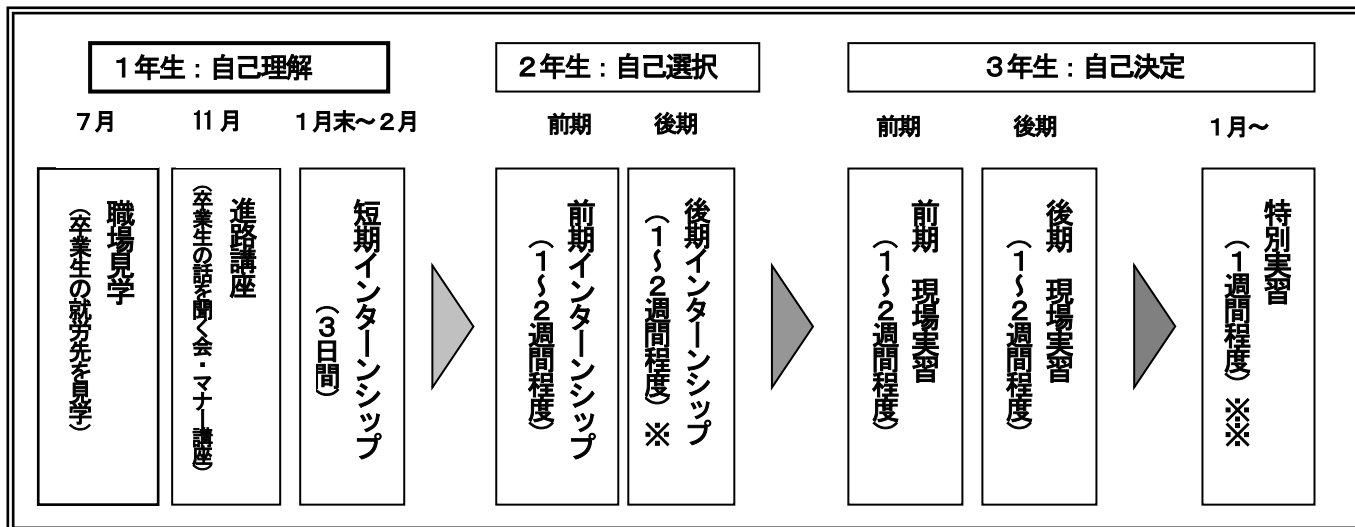 1年生：自己理解
2年生：自己選択
3年生：自己決定
7月
11月
1月末～2月
前期
後期
前期
後期
1月～
職場見学
（卒業生の就労先を見学）
進路講座
（卒業生の話を聞く会・マナー講座）
短期インターンシップ
（3日間）
前期インターンシップ
（1～2週間程度）
後期インターンシップ
（1～2週間程度）※
前期　現場実習
（1～2週間程度）
後期　現場実習
（1～2週間程度）
特別実習
（1週間程度）※※